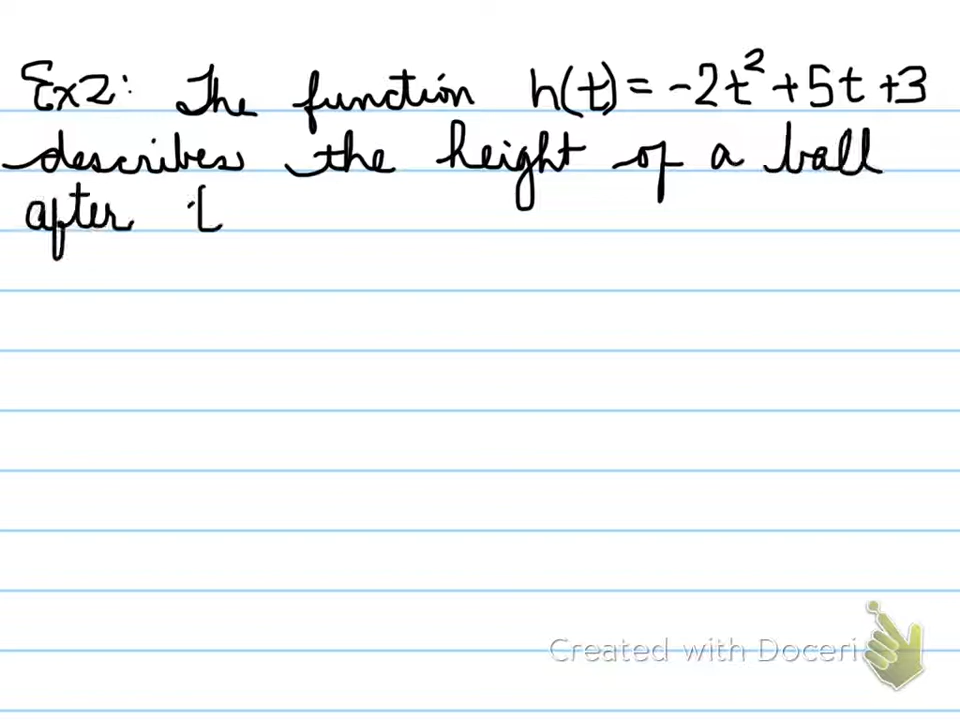 Ex2: The function h(t) = -2t²+5t+3
describes the height of a ball
after
Created with Doceri